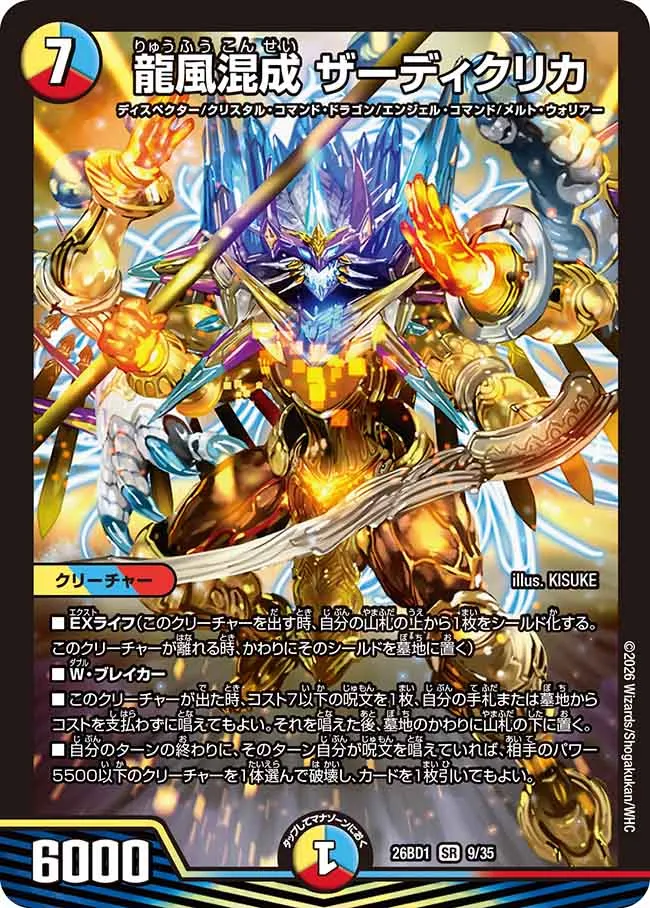 7
りゅうふう こん せい
龍風混成 ザーディクリカ
ディスペクター/クリスタル・コマンド・ドラゴン/エンジェル・コマンド/メルト・ウォリアー
クリーチャー
illus. KISUKE
■EXライフ(このクリーチャーを出す時、自分の山札の上から1枚をシールド化する。
このクリーチャーが離れる時、かわりにそのシールドを墓地に置く)
■W・ブレイカー
■このクリーチャーが出た時、コスト7以下の呪文を1枚、自分の手札または墓地から
コストを支払わずに唱えてもよい。それを唱えた後、墓地のかわりに山札の下に置く。
■自分のターンの終わりに、そのターン自分が呪文を唱えていれば、相手のパワー
5500以下のクリーチャーを1体選んで破壊し、カードを1枚引いてもよい。
©2026 Wizards/Shogakukan/WHC
タップしてマナゾーンにおく
1
6000
26BD1 SR 9/35